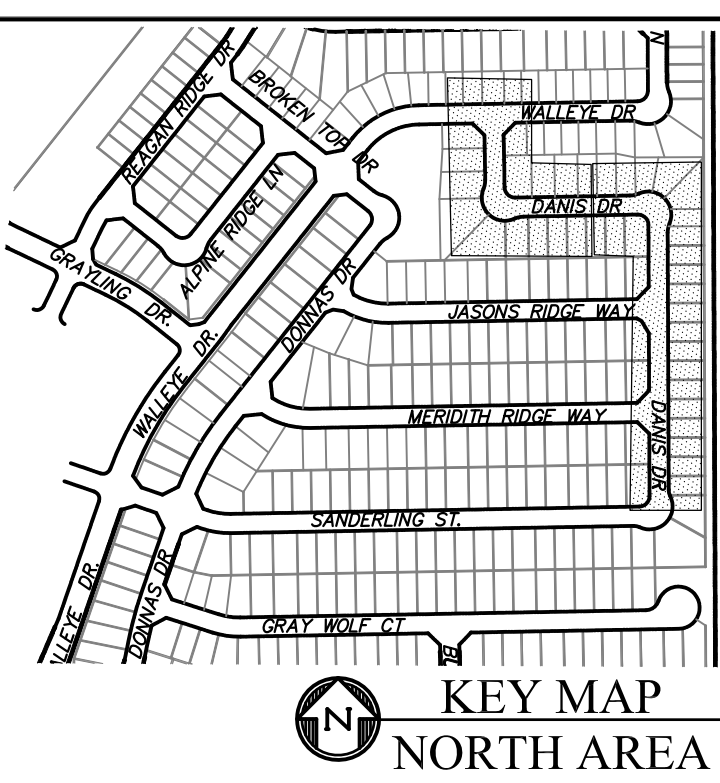 N
REAGAN RIDGE DR
BROKEN TOP DR
WALLEYE DR
ALPINE RIDGE LN
DANIS DR
GRAYLING DR.
DONNAS DR
JASONS RIDGE WAY
WALLEYE DR.
MERIDITH RIDGE WAY
DANIS DR
SANDERLING ST.
LLEYE DR.
DONNAS DR
GRAY WOLF CT
BU
N
KEY MAP
NORTH AREA